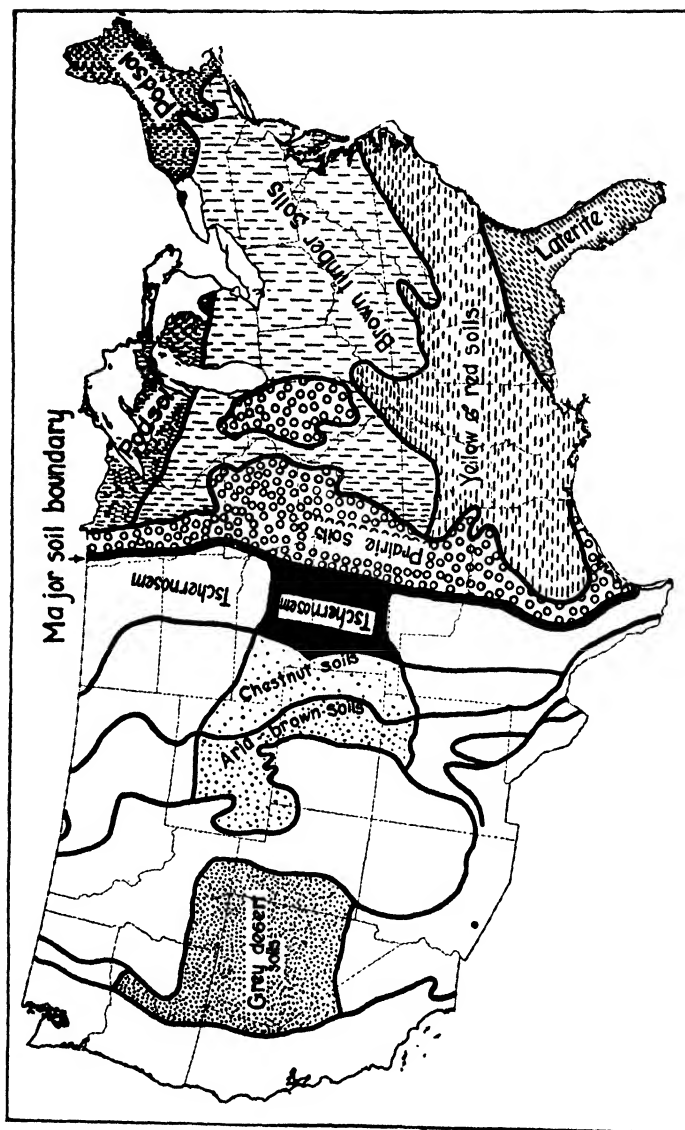 Podsol
Podsol
Major soil boundary
Brown timber soils
Laterite
Yellow & red soils
Prairie
soils
Tschernosem
Tschernosem
Chestnut soils
Arid-brown soils
Grey desert
soils